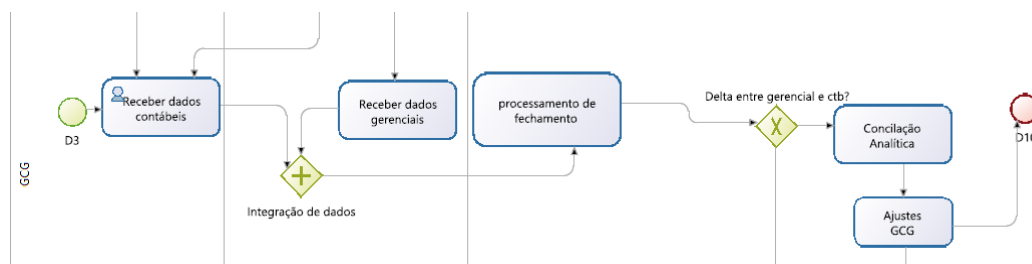 GCG
D3
Receber dados
contábeis
Integração de dados
Receber dados
gerenciais
processamento de
fechamento
Delta entre gerencial e ctb?
Concilação
Analítica
Ajustes
GCG